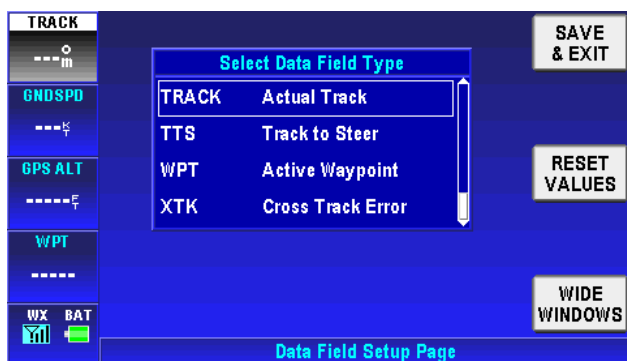 TRACK
---°m
GNDSPD
---KT
GPS ALT
-----FT
WPT
-----
WX BAT
Select Data Field Type
TRACK Actual Track
TTS Track to Steer
WPT Active Waypoint
XTK Cross Track Error
SAVE
& EXIT
RESET
VALUES
WIDE
WINDOWS
Data Field Setup Page